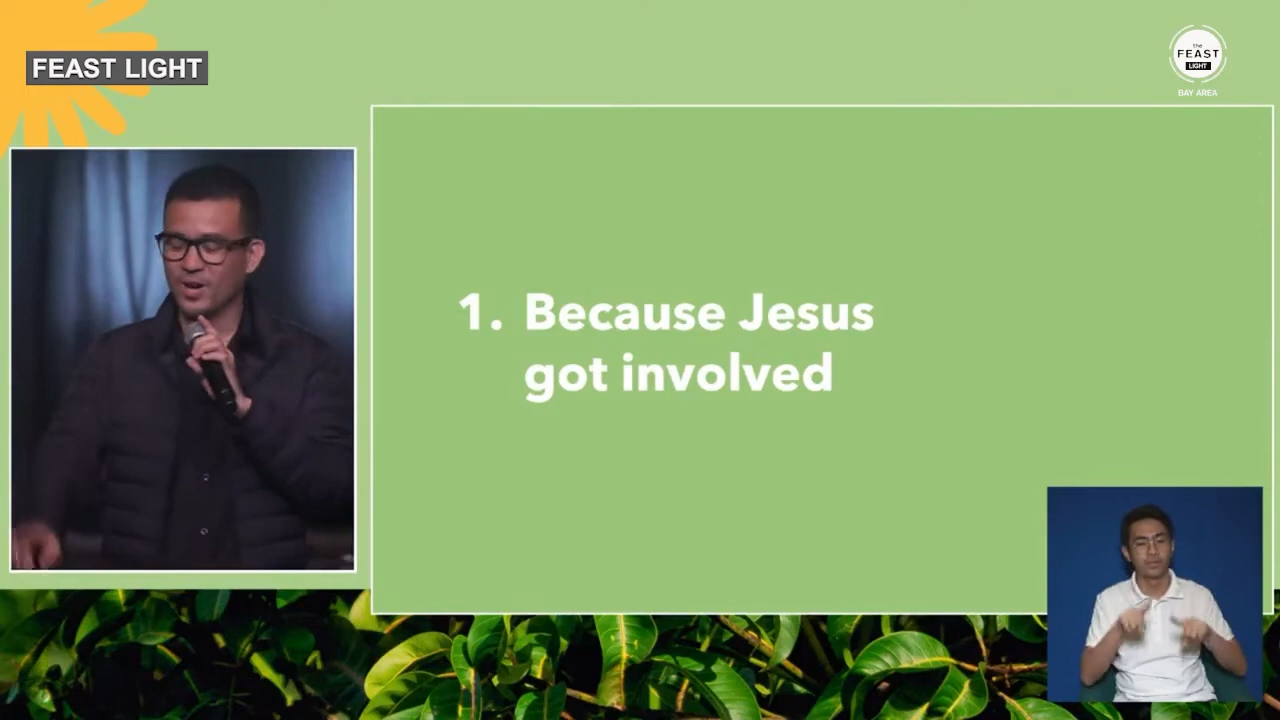 FEAST LIGHT
the
FEAST
LIGHT
BAY AREA
1. Because Jesus
got involved